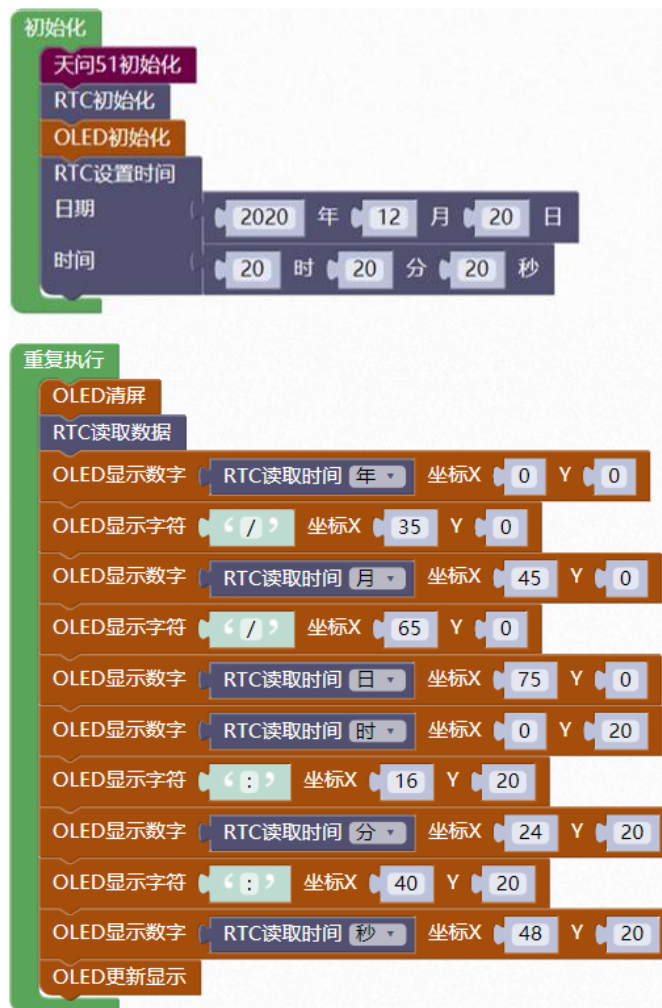 初始化
天问51初始化
RTC初始化
OLED初始化
RTC设置时间
日期 2020 年 12 月 20 日
时间 20 时 20 分 20 秒
重复执行
OLED清屏
RTC读取数据
OLED显示数字 RTC读取时间 年 坐标X 0 Y 0
OLED显示字符 “ / ” 坐标X 35 Y 0
OLED显示数字 RTC读取时间 月 坐标X 45 Y 0
OLED显示字符 “ / ” 坐标X 65 Y 0
OLED显示数字 RTC读取时间 日 坐标X 75 Y 0
OLED显示数字 RTC读取时间 时 坐标X 0 Y 20
OLED显示字符 “ : ” 坐标X 16 Y 20
OLED显示数字 RTC读取时间 分 坐标X 24 Y 20
OLED显示字符 “ : ” 坐标X 40 Y 20
OLED显示数字 RTC读取时间 秒 坐标X 48 Y 20
OLED更新显示